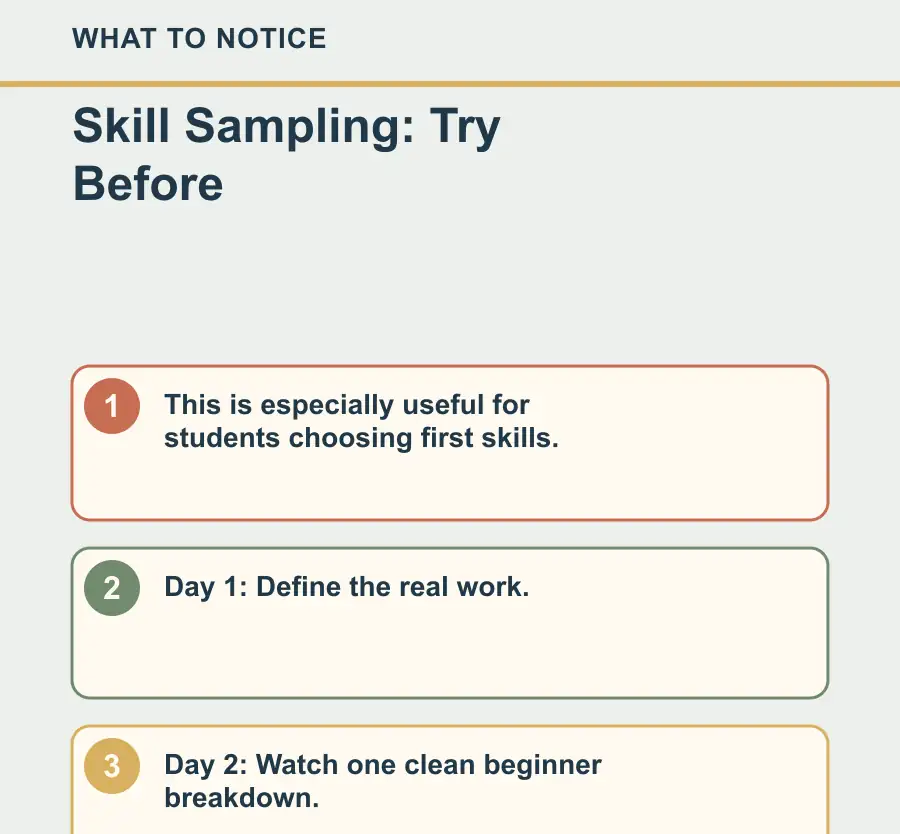 WHAT TO NOTICE
Skill Sampling: Try
Before
1
This is especially useful for
students choosing first skills.
2
Day 1: Define the real work.
3
Day 2: Watch one clean beginner
breakdown.